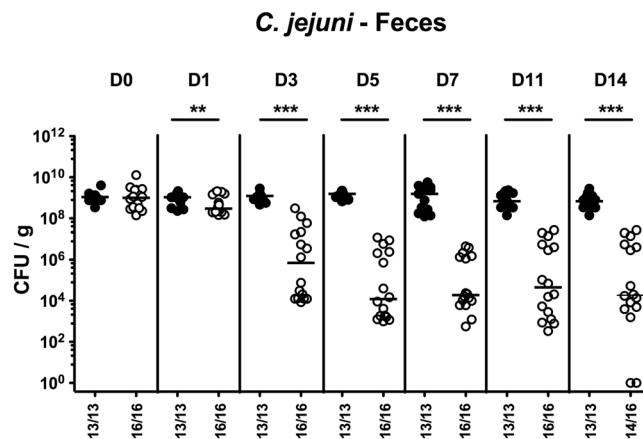 C. jejuni - Feces
D0 D1 D3 D5 D7 D11 D14
** *** *** *** *** ***
CFU / g
10¹²
10¹⁰
10⁸
10⁶
10⁴
10²
10⁰
13/13 16/16 13/13 16/16 13/13 16/16 13/13 16/16 13/13 16/16 13/13 16/16 13/13 14/16